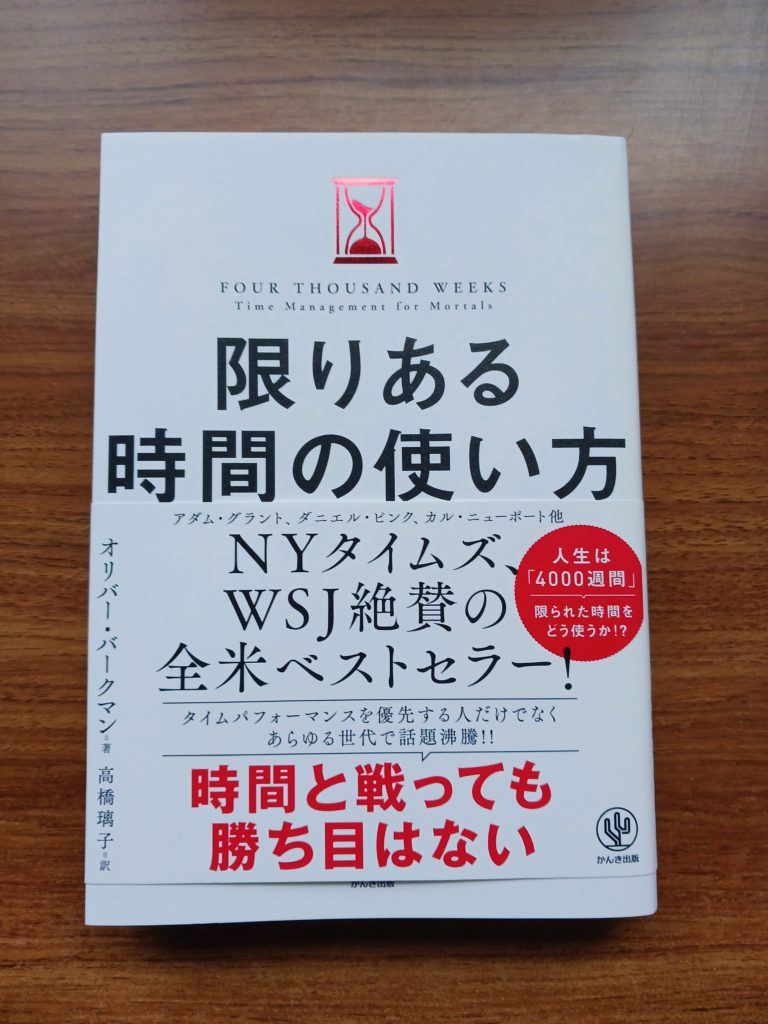 FOUR THOUSAND WEEKS
Time Management for Mortals
限りある
時間の使い方
アダム・グラント、ダニエル・ピンク、カル・ニューポート他
NYタイムズ、
WSJ絶賛の
全米ベストセラー!
人生は
「4000週間」
限られた時間を
どう使うか!?
オリバー・バークマン=著 高橋璃子=訳
タイムパフォーマンスを優先する人だけでなく
あらゆる世代で話題沸騰!!
時間と戦っても
勝ち目はない
かんき出版
かんき出版